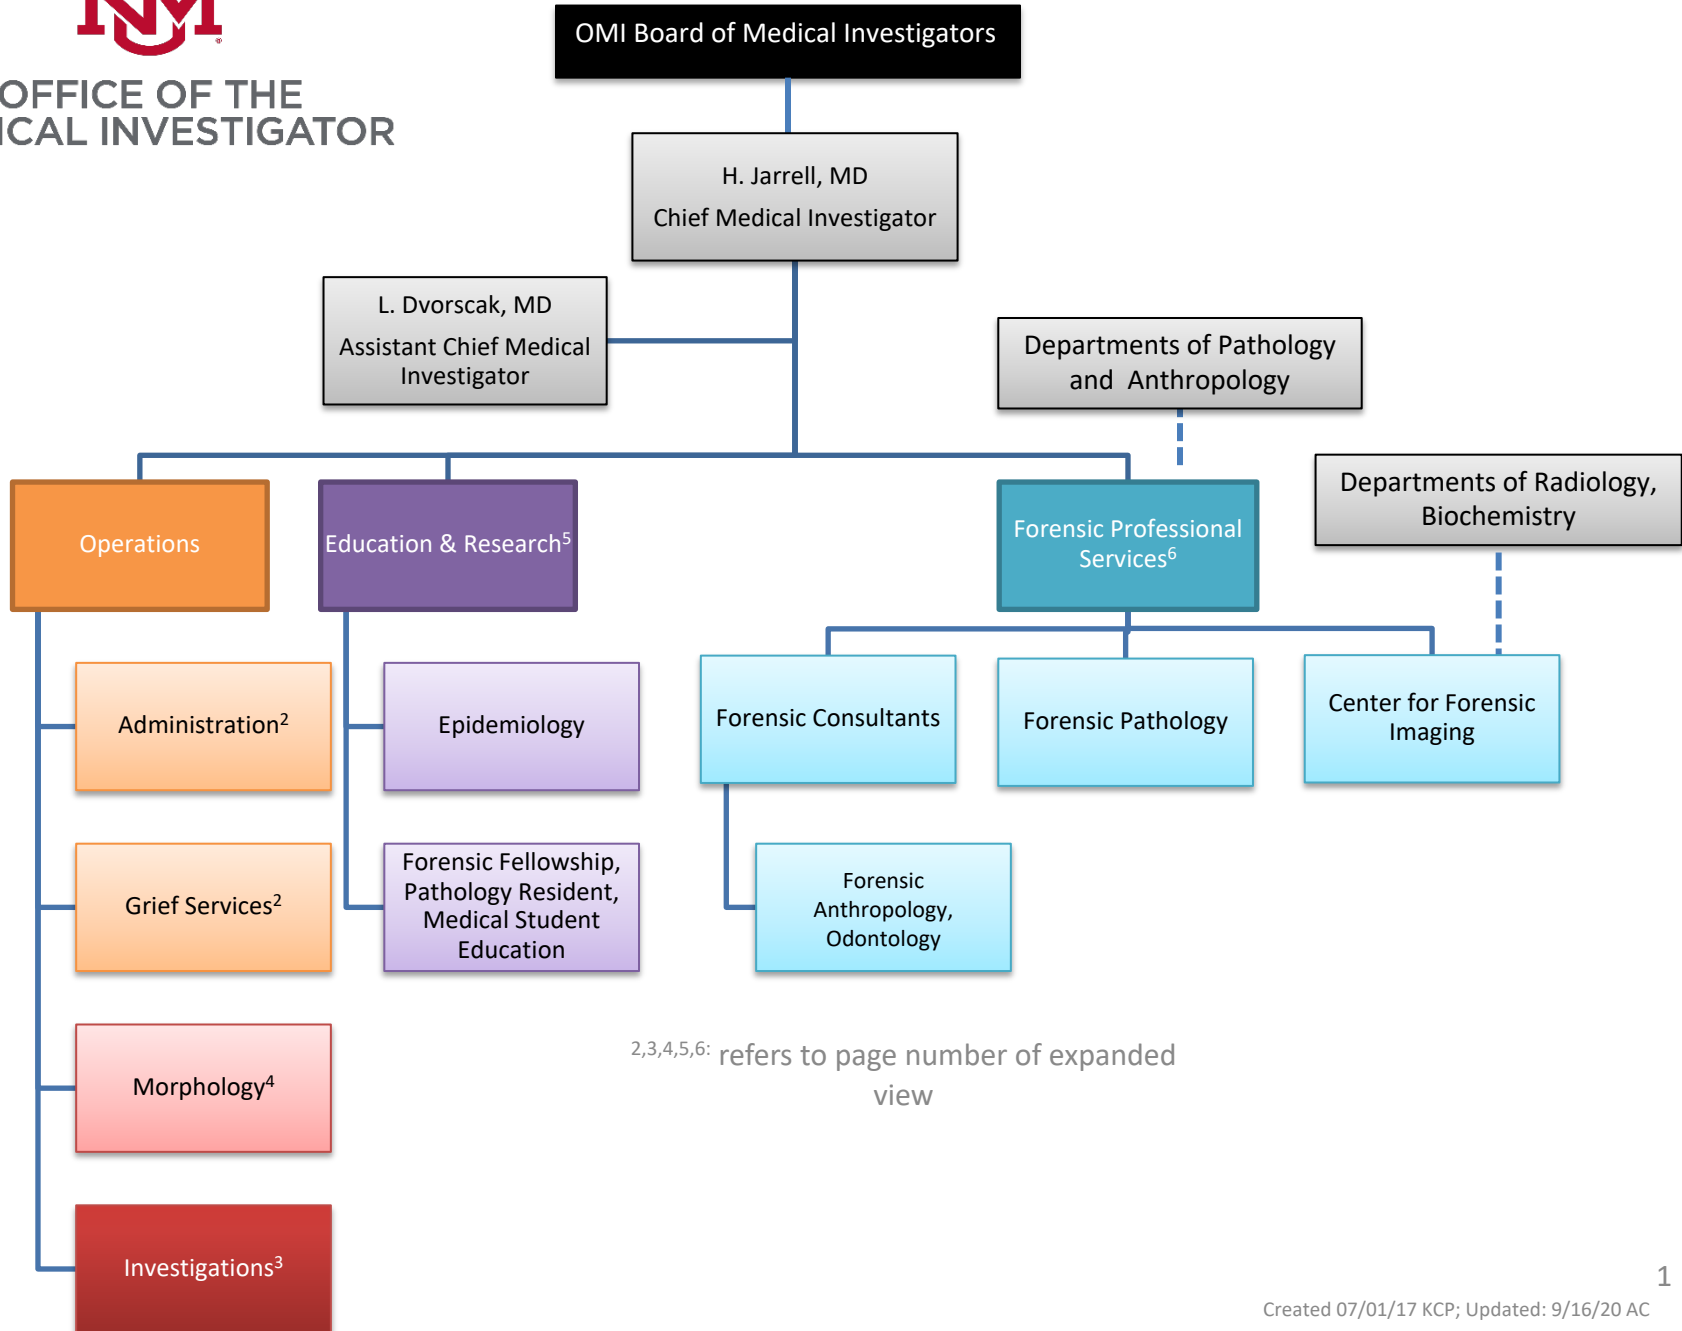 NM
OFFICE OF THE
ICAL INVESTIGATOR
OMI Board of Medical Investigators
H. Jarrell, MD
Chief Medical Investigator
L. Dvorscak, MD
Assistant Chief Medical
Investigator
Departments of Pathology
and Anthropology
Departments of Radiology,
Biochemistry
Operations
Education & Research⁵
Forensic Professional
Services⁶
Administration²
Epidemiology
Forensic Consultants
Forensic Pathology
Center for Forensic
Imaging
Grief Services²
Forensic Fellowship,
Pathology Resident,
Medical Student
Education
Forensic
Anthropology,
Odontology
Morphology⁴
2,3,4,5,6: refers to page number of expanded
view
Investigations³
1
Created 07/01/17 KCP; Updated: 9/16/20 AC